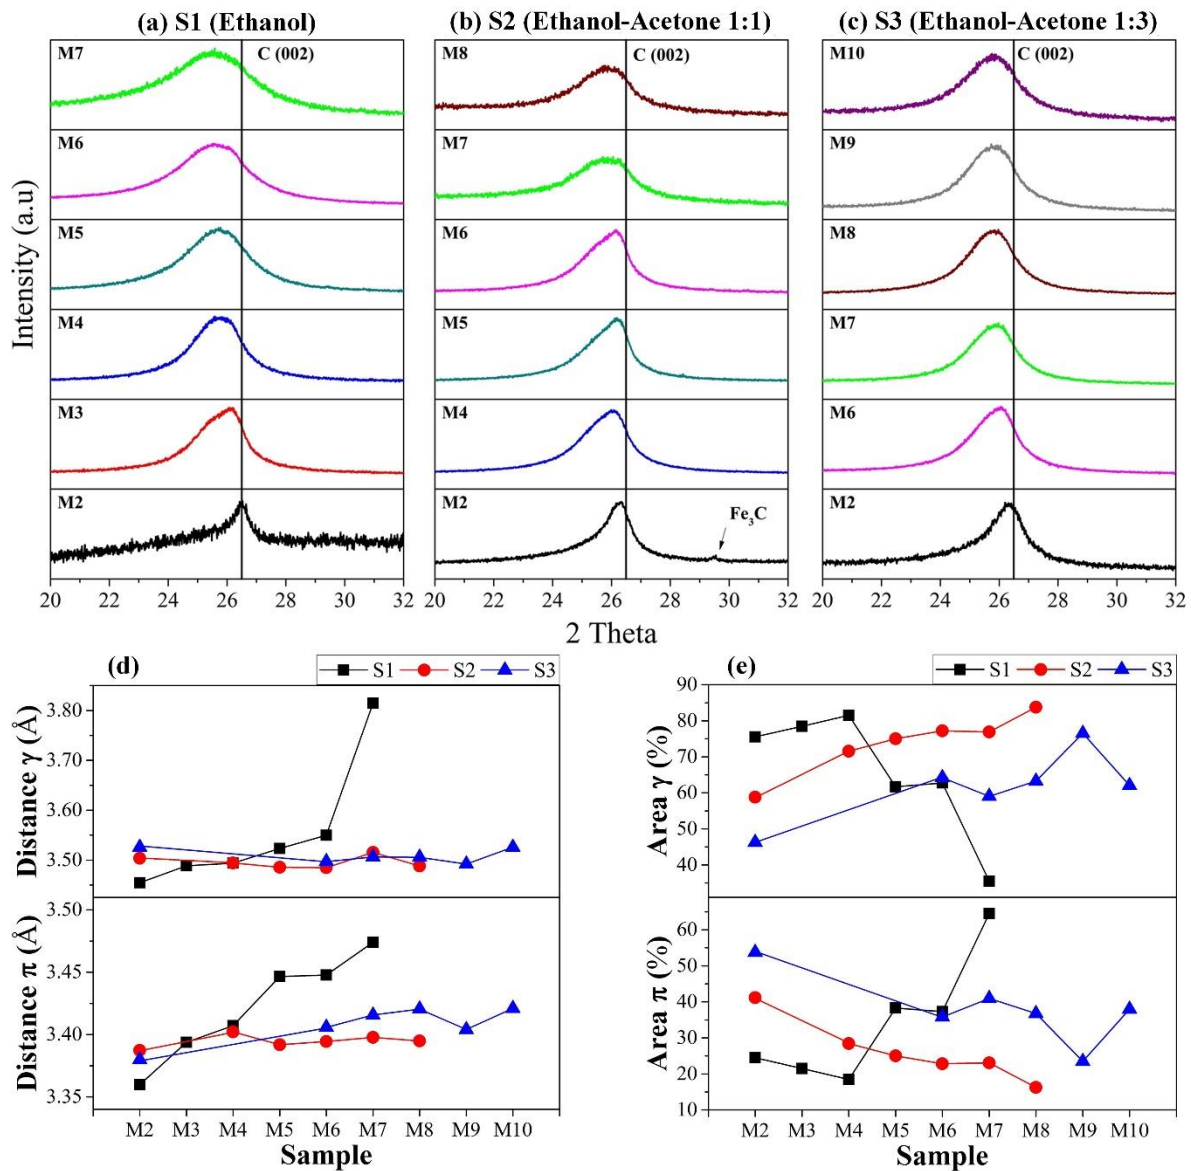 (a) S1 (Ethanol)
M7
C (002)
M6
M5
M4
M3
M2
20 22 24 26 28 30 32
Intensity (a.u)
(b) S2 (Ethanol-Acetone 1:1)
M8
C (002)
M7
M6
M5
M4
M2
Fe₃C
20 22 24 26 28 30 32
(c) S3 (Ethanol-Acetone 1:3)
M10
C (002)
M9
M8
M7
M6
M2
20 22 24 26 28 30 32
2 Theta
(d)
S1 S2 S3
Distance γ (Å)
3.80
3.70
3.60
3.50
Distance π (Å)
3.50
3.45
3.40
3.35
M2 M3 M4 M5 M6 M7 M8 M9 M10
Sample
(e)
S1 S2 S3
Area γ (%)
90
80
70
60
50
40
Area π (%)
60
50
40
30
20
10
M2 M3 M4 M5 M6 M7 M8 M9 M10
Sample